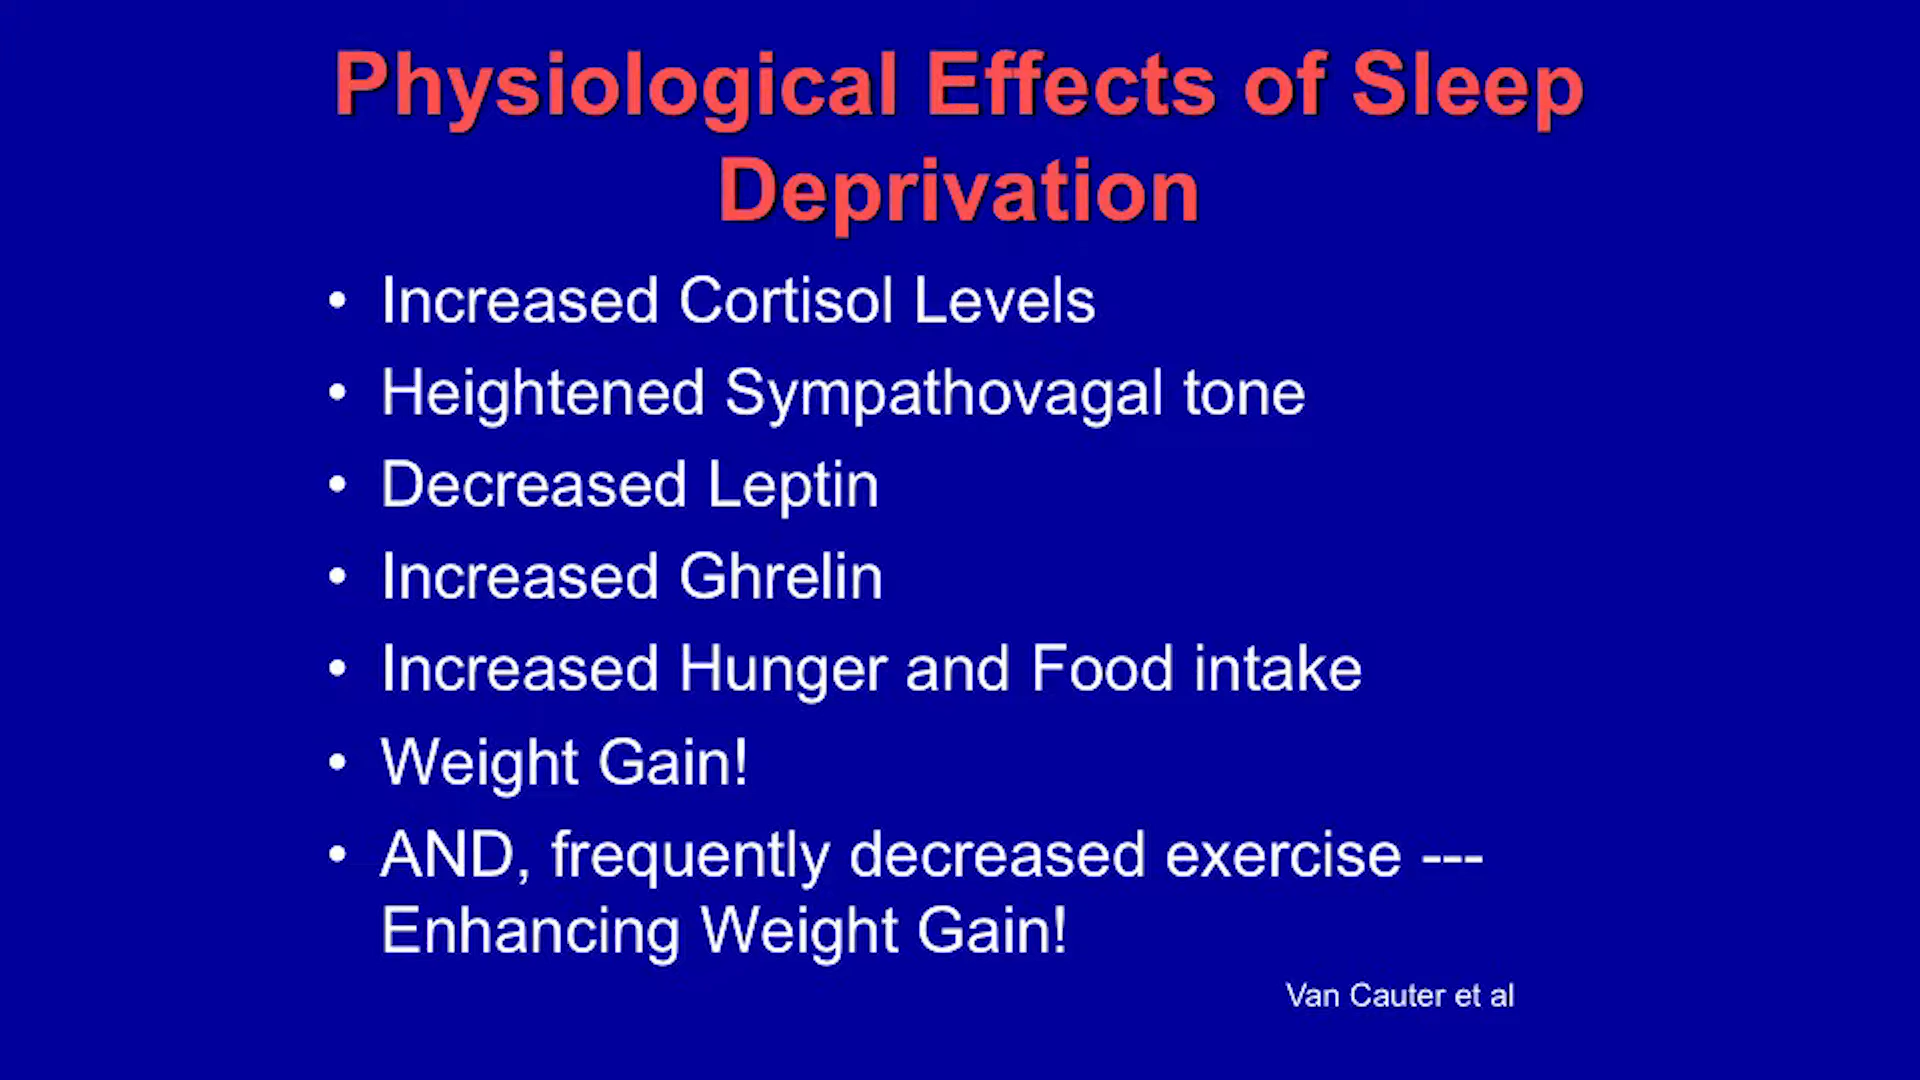 Physiological Effects of Sleep
Deprivation
• Increased Cortisol Levels
• Heightened Sympathovagal tone
• Decreased Leptin
• Increased Ghrelin
• Increased Hunger and Food intake
• Weight Gain!
• AND, frequently decreased exercise ---
Enhancing Weight Gain!
Van Cauter et al